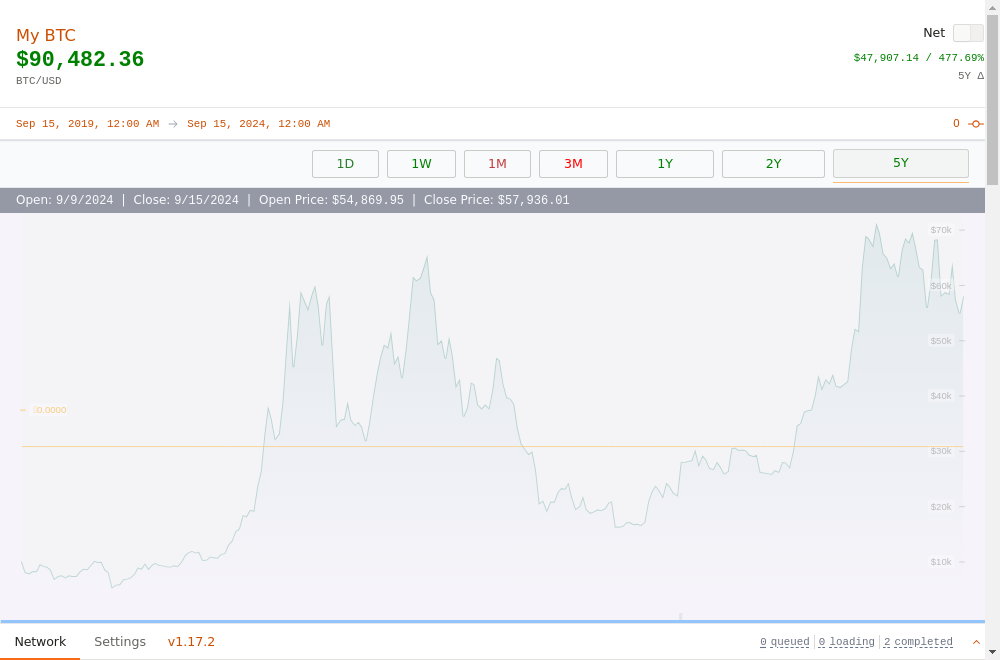 My BTC
Net
$90,482.36
$47,907.14 / 477.69%
BTC/USD
5Y Δ
Sep 15, 2019, 12:00 AM → Sep 15, 2024, 12:00 AM
0
1D 1W 1M 3M 1Y 2Y 5Y
Open: 9/9/2024 | Close: 9/15/2024 | Open Price: $54,869.95 | Close Price: $57,936.01
$70k
$60k
$50k
$40k
0.0000
$30k
$20k
$10k
Network Settings v1.17.2 0 queued 0 loading 2 completed